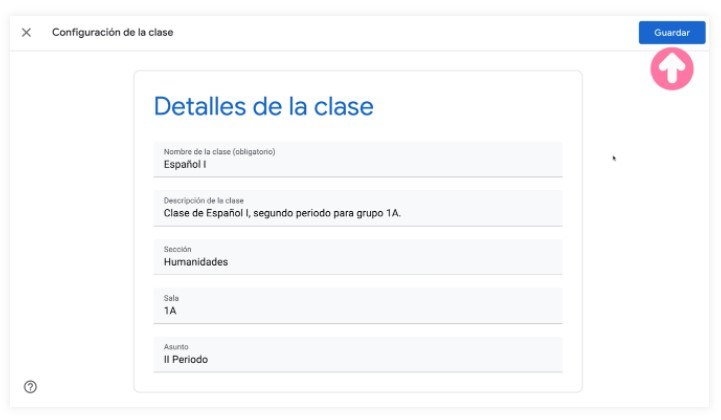 Configuración de la clase
Guardar
Detalles de la clase
Nombre de la clase (obligatorio)
Español I
Descripción de la clase
Clase de Español I, segundo periodo para grupo 1A.
Sección
Humanidades
Sala
1A
Asunto
II Periodo